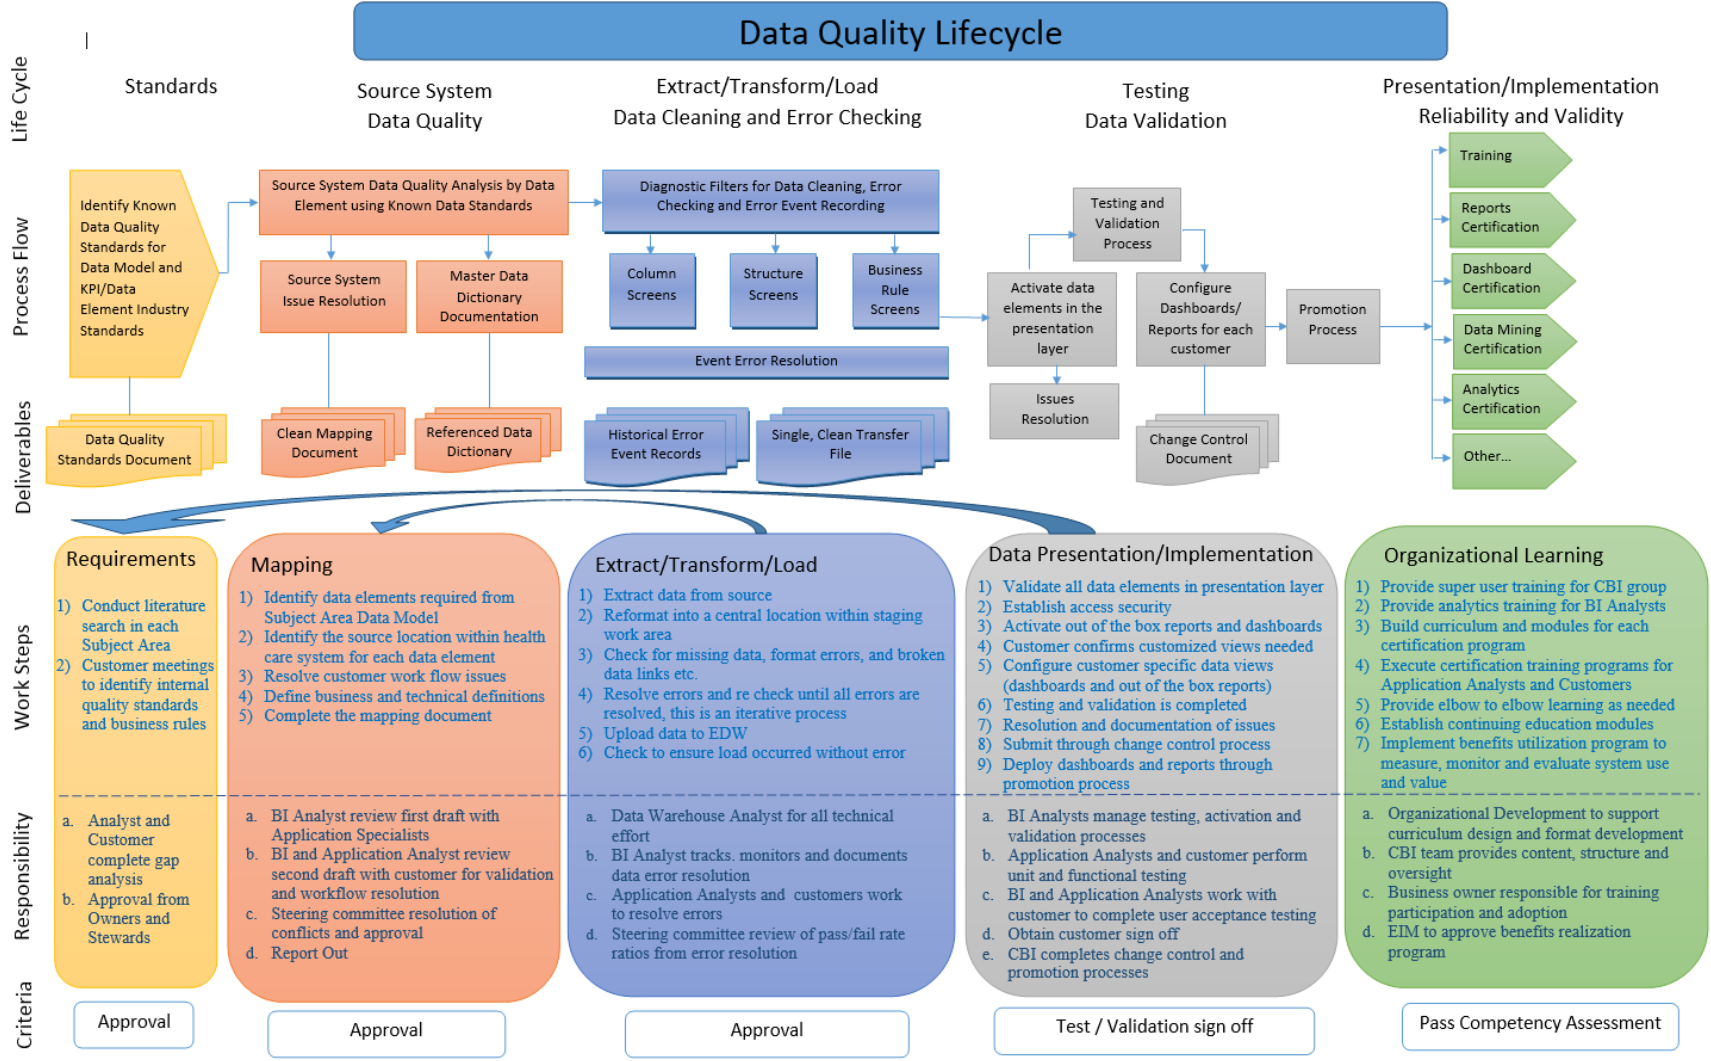 Data Quality Lifecycle
Life Cycle
Standards
Source System
Data Quality
Extract/Transform/Load
Data Cleaning and Error Checking
Testing
Data Validation
Presentation/Implementation
Reliability and Validity
Process Flow
Identify Known
Data Quality
Standards for
Data Model and
KPI/Data
Element Industry
Standards
Source System Data Quality Analysis by Data
Element using Known Data Standards
Source System
Issue Resolution
Master Data
Dictionary
Documentation
Diagnostic Filters for Data Cleaning, Error
Checking and Error Event Recording
Column
Screens
Structure
Screens
Business
Rule
Screens
Event Error Resolution
Testing and
Validation
Process
Activate data
elements in the
presentation
layer
Issues
Resolution
Configure
Dashboards/
Reports for each
customer
Promotion
Process
Training
Reports
Certification
Dashboard
Certification
Data Mining
Certification
Analytics
Certification
Other...
Deliverables
Data Quality
Standards Document
Clean Mapping
Document
Referenced Data
Dictionary
Historical Error
Event Records
Single, Clean Transfer
File
Change Control
Document
Work Steps
Requirements
1) Conduct literature
search in each
Subject Area
2) Customer meetings
to identify internal
quality standards
and business rules
Mapping
1) Identify data elements required from
Subject Area Data Model
2) Identify the source location within health
care system for each data element
3) Resolve customer work flow issues
4) Define business and technical definitions
5) Complete the mapping document
Extract/Transform/Load
1) Extract data from source
2) Reformat into a central location within staging
work area
3) Check for missing data, format errors, and broken
data links etc.
4) Resolve errors and re check until all errors are
resolved, this is an iterative process
5) Upload data to EDW
6) Check to ensure load occurred without error
Data Presentation/Implementation
1) Validate all data elements in presentation layer
2) Establish access security
3) Activate out of the box reports and dashboards
4) Customer confirms customized views needed
5) Configure customer specific data views
(dashboards and out of the box reports)
6) Testing and validation is completed
7) Resolution and documentation of issues
8) Submit through change control process
9) Deploy dashboards and reports through
promotion process
Organizational Learning
1) Provide super user training for CBI group
2) Provide analytics training for BI Analysts
3) Build curriculum and modules for each
certification program
4) Execute certification training programs for
Application Analysts and Customers
5) Provide elbow to elbow learning as needed
6) Establish continuing education modules
7) Implement benefits utilization program to
measure, monitor and evaluate system use
and value
Responsibility
a. Analyst and
Customer
complete gap
analysis
b. Approval from
Owners and
Stewards
a. BI Analyst review first draft with
Application Specialists
b. BI and Application Analyst review
second draft with customer for validation
and workflow resolution
c. Steering committee resolution of
conflicts and approval
d. Report Out
a. Data Warehouse Analyst for all technical
effort
b. BI Analyst tracks. monitors and documents
data error resolution
c. Application Analysts and customers work
to resolve errors
d. Steering committee review of pass/fail rate
ratios from error resolution
a. BI Analysts manage testing, activation and
validation processes
b. Application Analysts and customer perform
unit and functional testing
c. BI and Application Analysts work with
customer to complete user acceptance testing
d. Obtain customer sign off
e. CBI completes change control and
promotion processes
a. Organizational Development to support
curriculum design and format development
b. CBI team provides content, structure and
oversight
c. Business owner responsible for training
participation and adoption
d. EIM to approve benefits realization
program
Criteria
Approval
Approval
Approval
Test / Validation sign off
Pass Competency Assessment